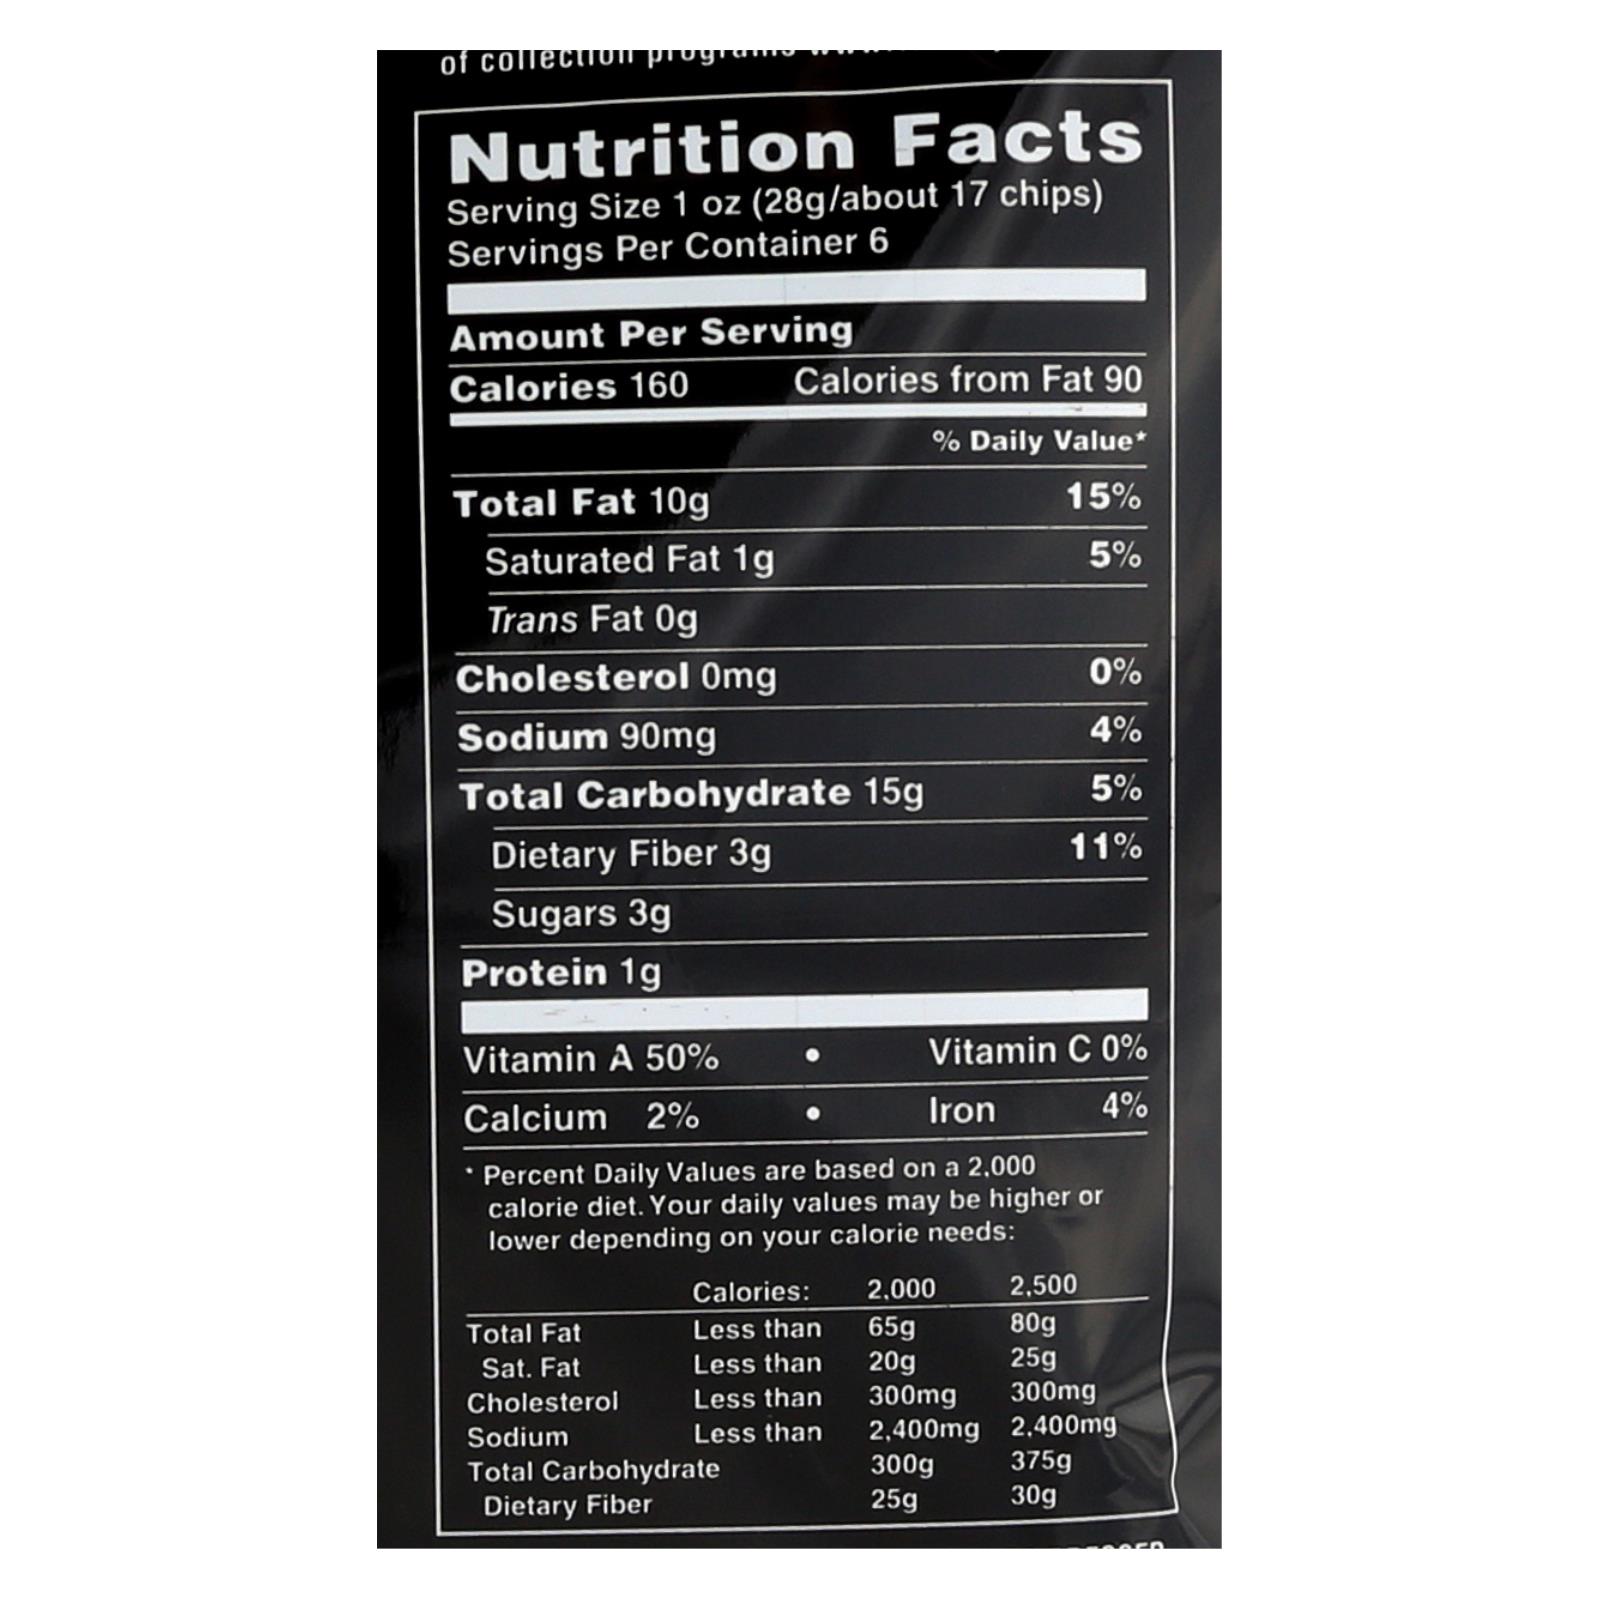 of collection programs
Nutrition Facts
Serving Size 1 oz (28g/about 17 chips)
Servings Per Container 6
Amount Per Serving
Calories 160 Calories from Fat 90
% Daily Value*
Total Fat 10g 15%
Saturated Fat 1g 5%
Trans Fat 0g
Cholesterol 0mg 0%
Sodium 90mg 4%
Total Carbohydrate 15g 5%
Dietary Fiber 3g 11%
Sugars 3g
Protein 1g
Vitamin A 50% • Vitamin C 0%
Calcium 2% • Iron 4%
* Percent Daily Values are based on a 2,000
calorie diet. Your daily values may be higher or
lower depending on your calorie needs:
Calories: 2,000 2,500
Total Fat Less than 65g 80g
Sat. Fat Less than 20g 25g
Cholesterol Less than 300mg 300mg
Sodium Less than 2,400mg 2,400mg
Total Carbohydrate 300g 375g
Dietary Fiber 25g 30g